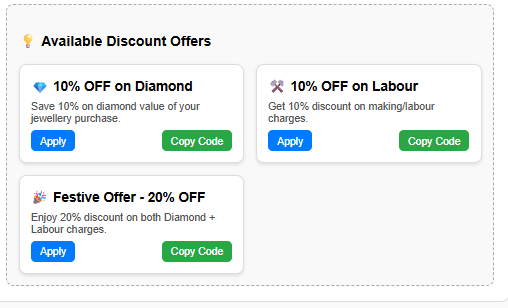 Available Discount Offers
10% OFF on Diamond
Save 10% on diamond value of your
jewellery purchase.
Apply
Copy Code
10% OFF on Labour
Get 10% discount on making/labour
charges.
Apply
Copy Code
Festive Offer - 20% OFF
Enjoy 20% discount on both Diamond +
Labour charges.
Apply
Copy Code